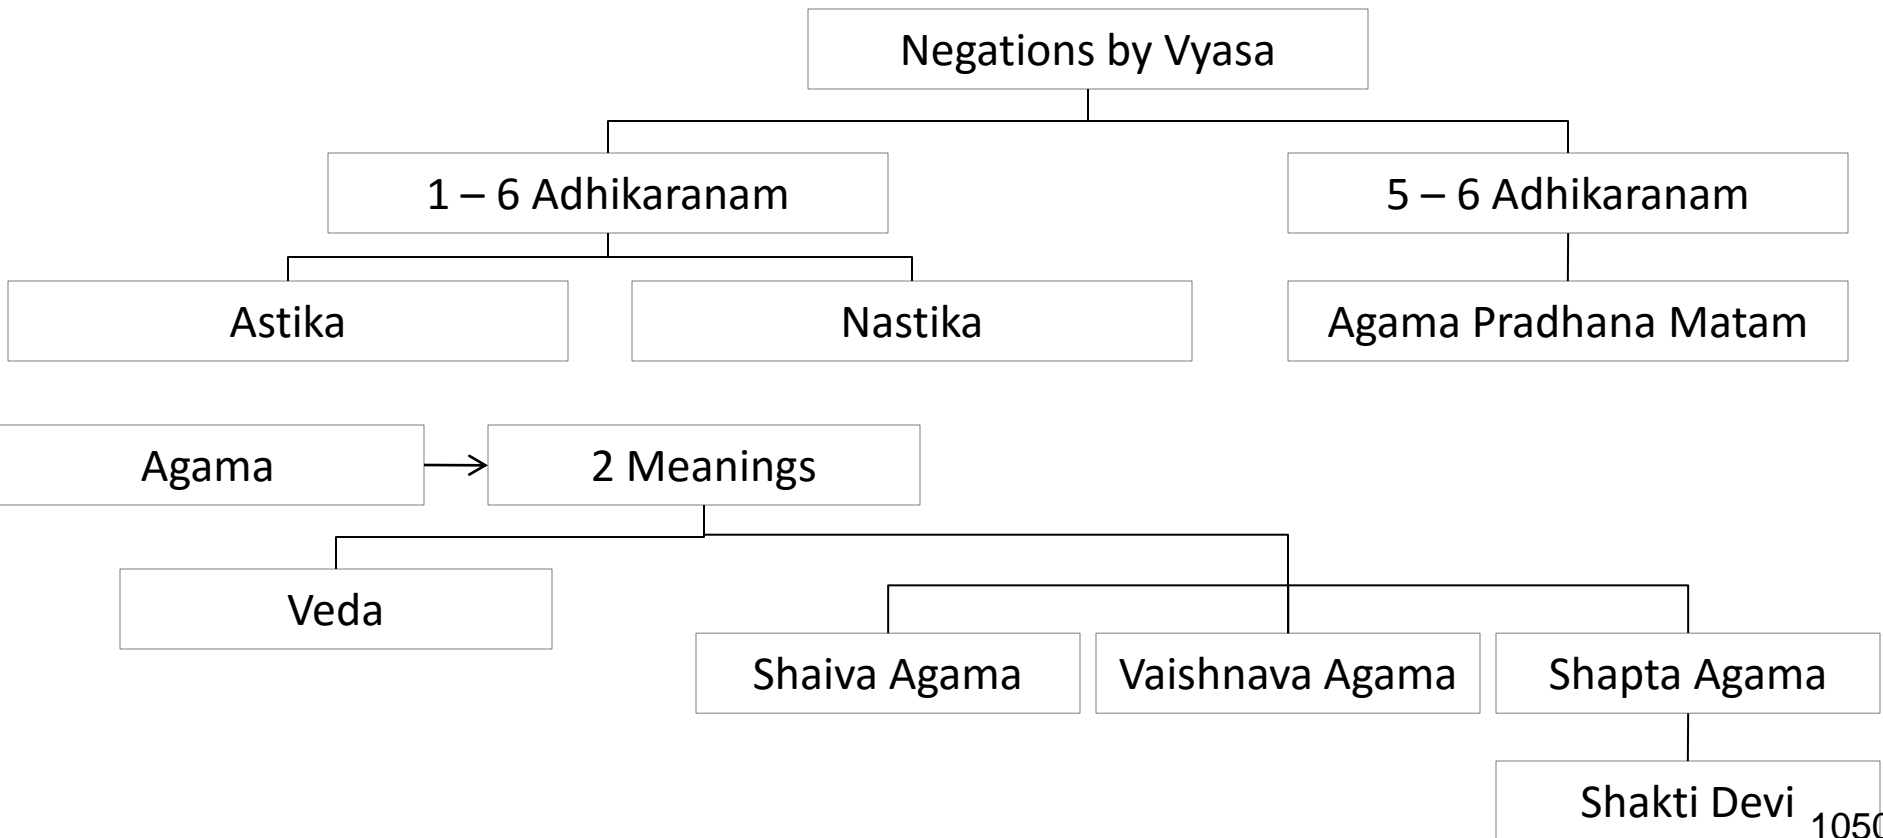 Negations by Vyasa
1 – 6 Adhikaranam
5 – 6 Adhikaranam
Astika
Nastika
Agama Pradhana Matam
Agama
2 Meanings
Veda
Shaiva Agama
Vaishnava Agama
Shapta Agama
Shakti Devi
1050